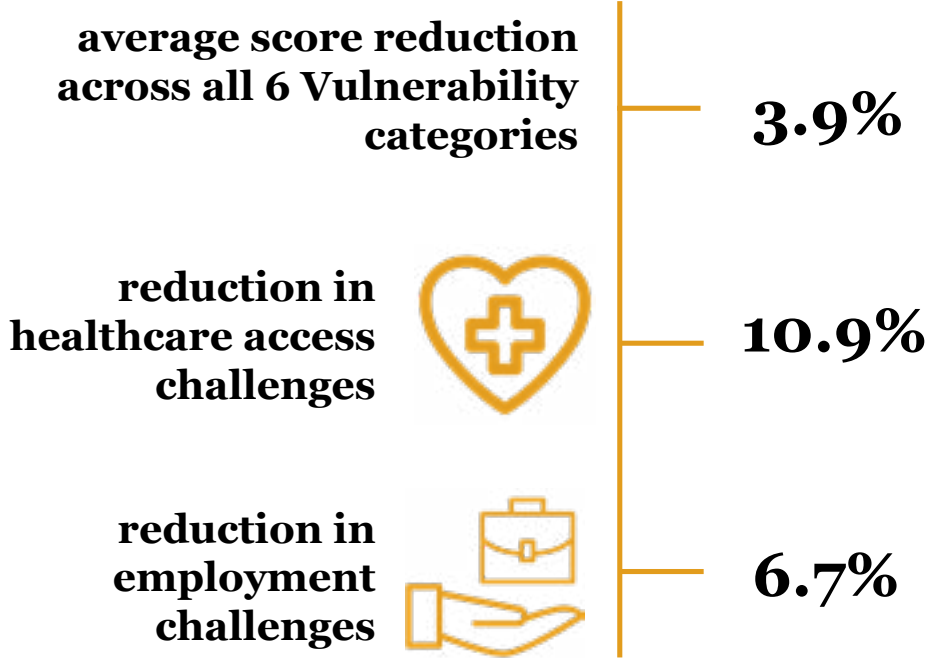 average score reduction
across all 6 Vulnerability
categories
3.9%
reduction in
healthcare access
challenges
10.9%
reduction in
employment
challenges
6.7%